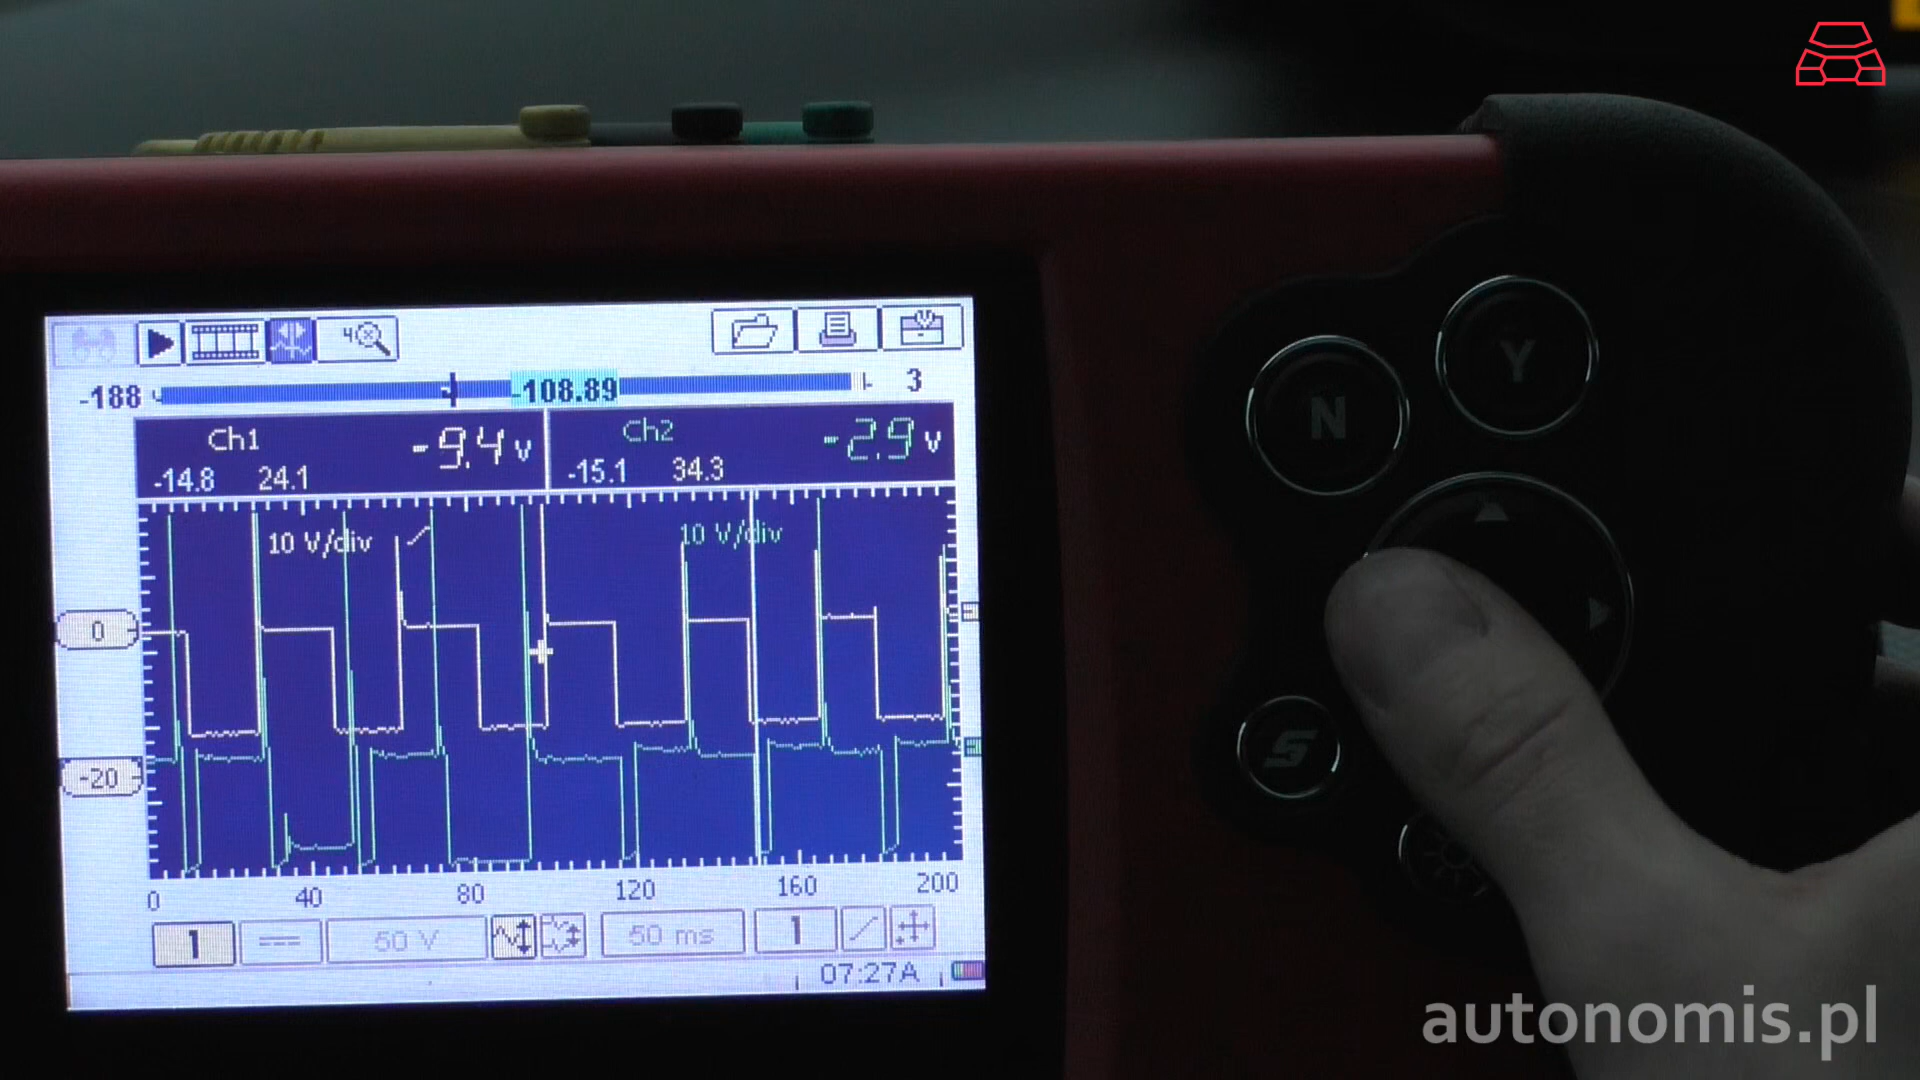 4
-188 -108.89 3
Ch1 -9.4 V Ch2 -2.9 V
-14.8 24.1 -15.1 34.3
10 V/div 10 V/div
0
-20
0 40 80 120 160 200
1 50 V 50 ms 1
07:27A
N Y
S
autonomis.pl